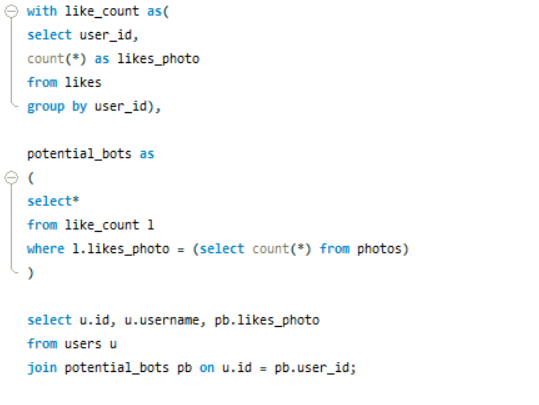 with like_count as(
select user_id,
count(*) as likes_photo
from likes
group by user_id),
potential_bots as
(
select*
from like_count l
where l.likes_photo = (select count(*) from photos)
)
select u.id, u.username, pb.likes_photo
from users u
join potential_bots pb on u.id = pb.user_id;